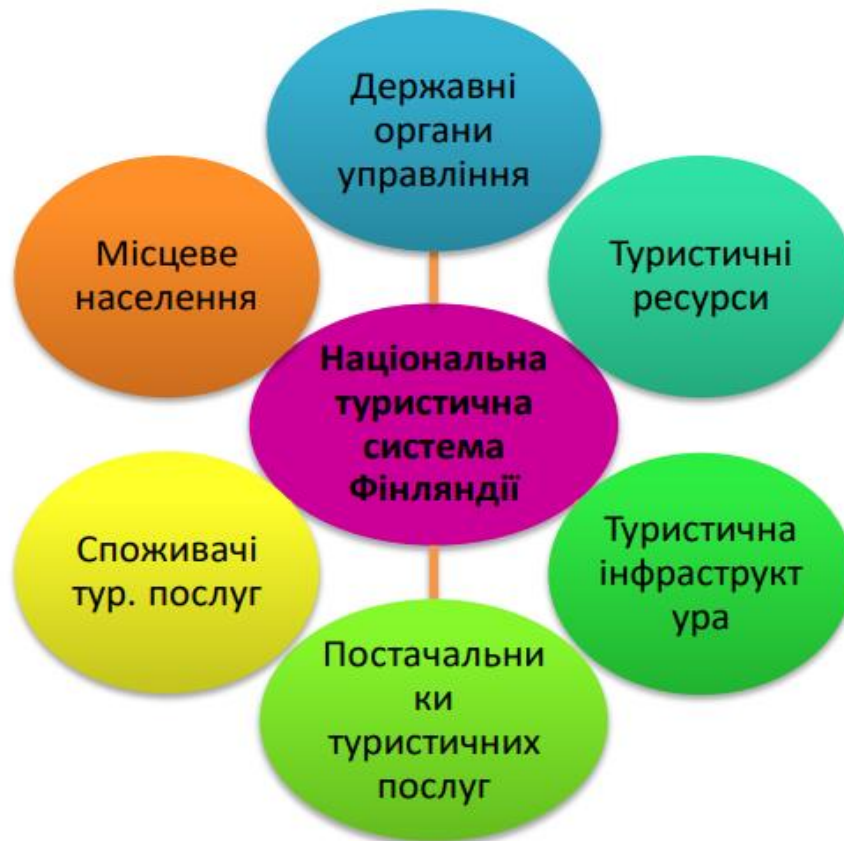 Державні
органи
управління
Місцеве
населення
Туристичні
ресурси
Національна
туристична
система
Фінляндії
Споживачі
тур. послуг
Туристична
інфраструкт
ура
Постачальни
ки
туристичних
послуг